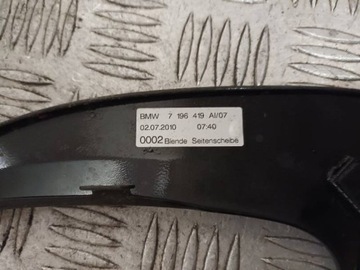 BMW 7 196 419 AI/07
02.07.2010 07:40
0002 Blende Seitenscheibe